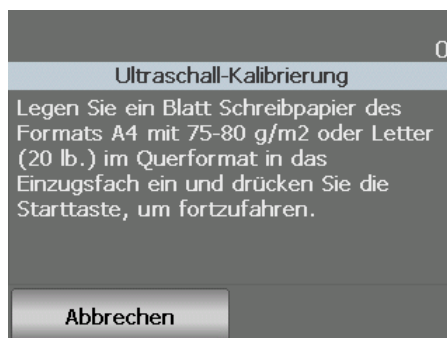 0
Ultraschall-Kalibrierung
Legen Sie ein Blatt Schreibpapier des
Formats A4 mit 75-80 g/m2 oder Letter
(20 lb.) im Querformat in das
Einzugsfach ein und drücken Sie die
Starttaste, um fortzufahren.
Abbrechen